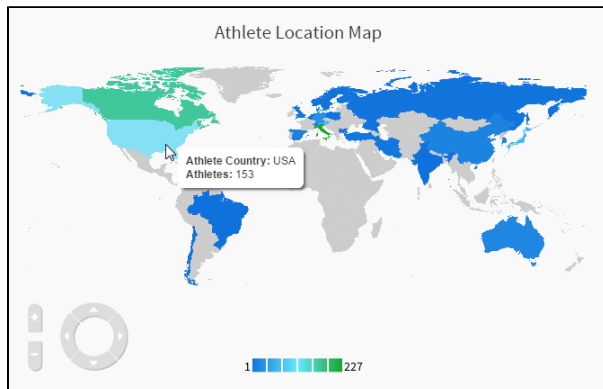 Athlete Location Map
Athlete Country: USA
Athletes: 153
+
−
1 227